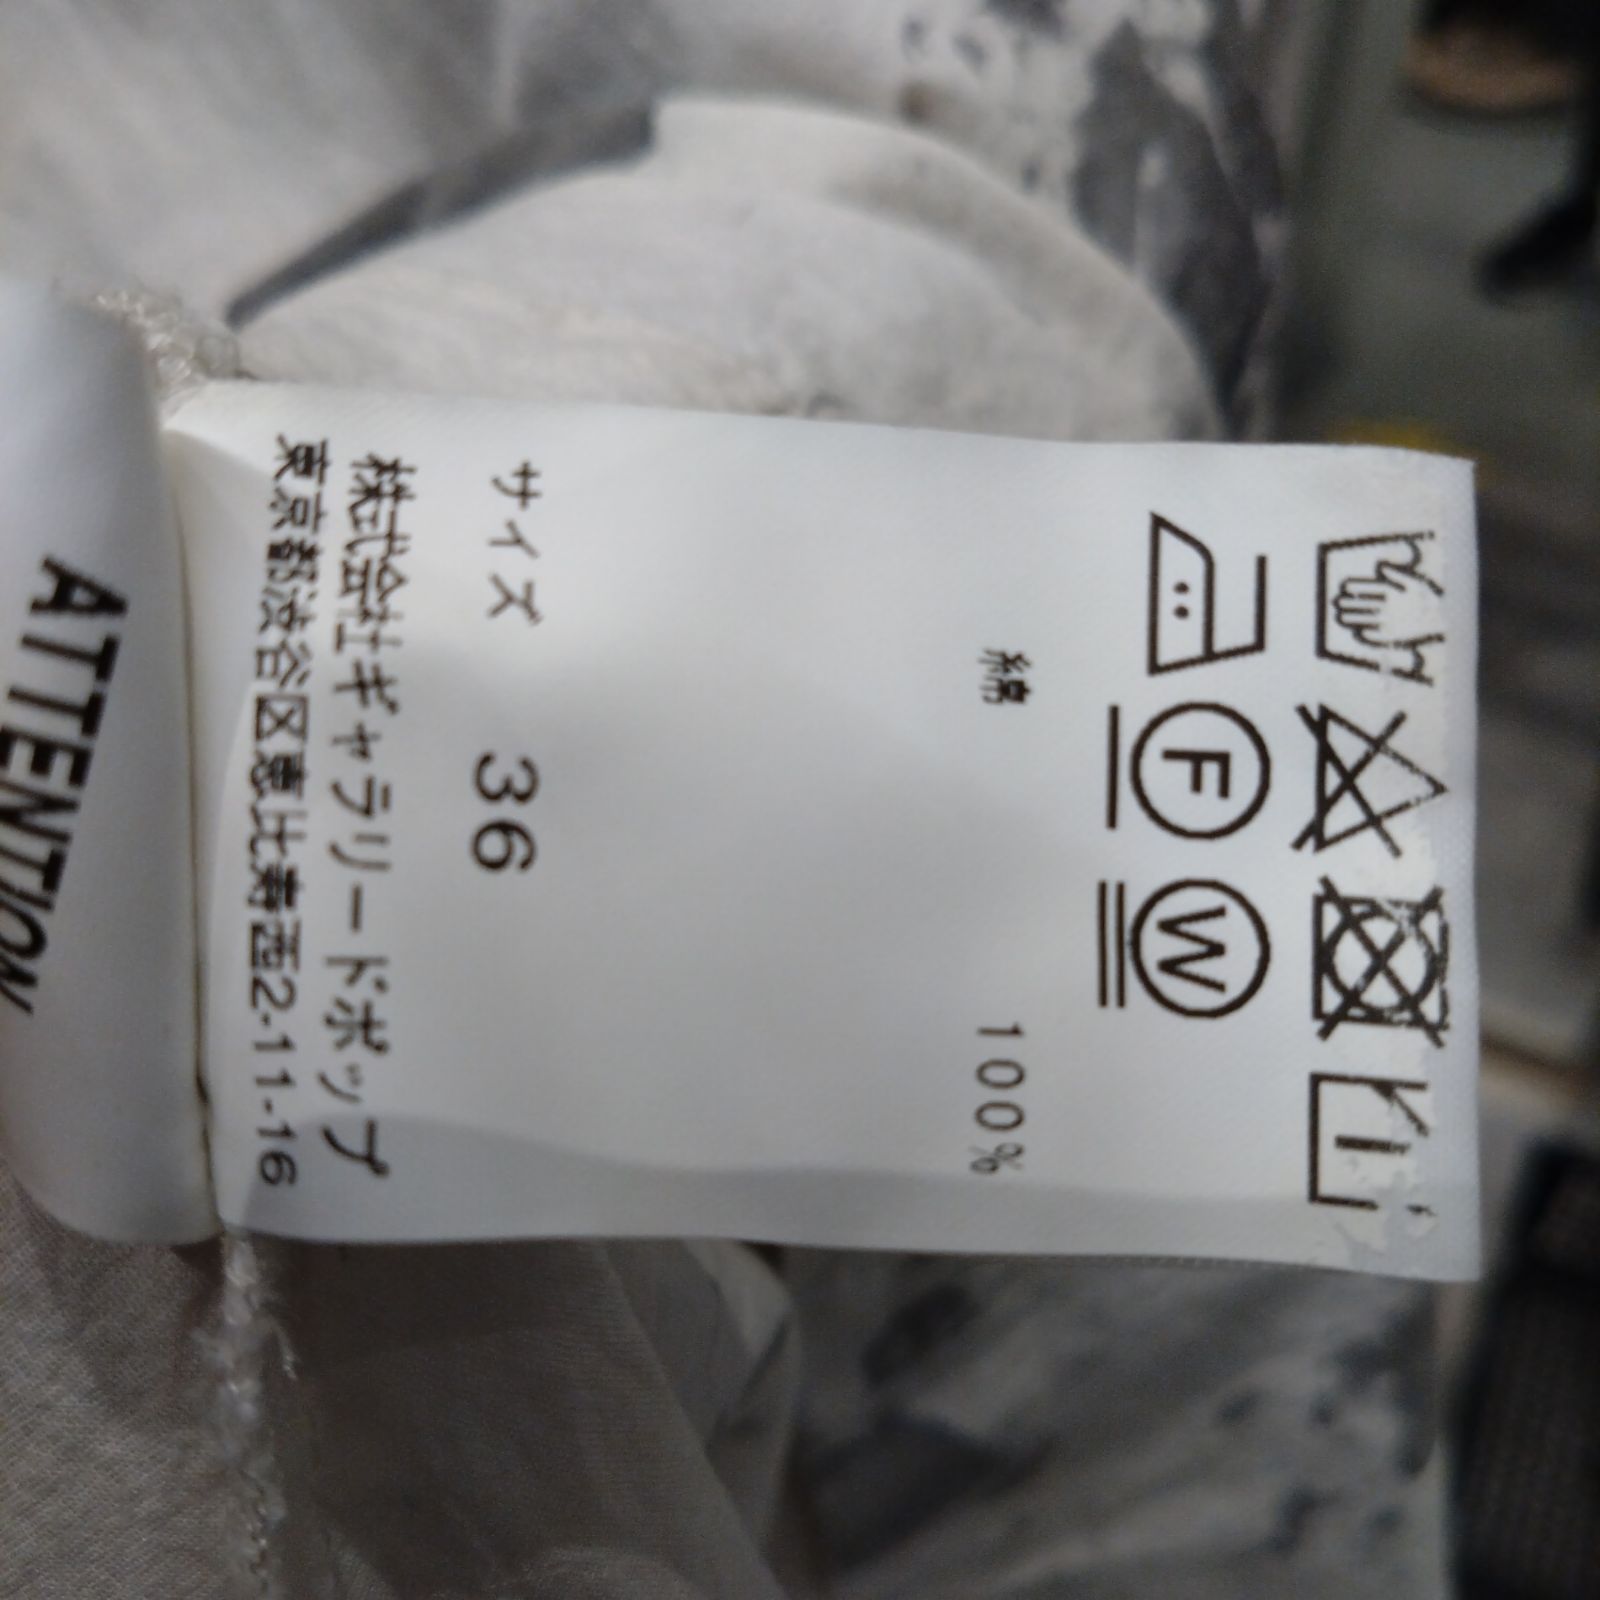 F W
綿 100%
サイズ 36
株式会社ギャラリードポップ
東京都渋谷区恵比寿西2-11-16
ATTENTION